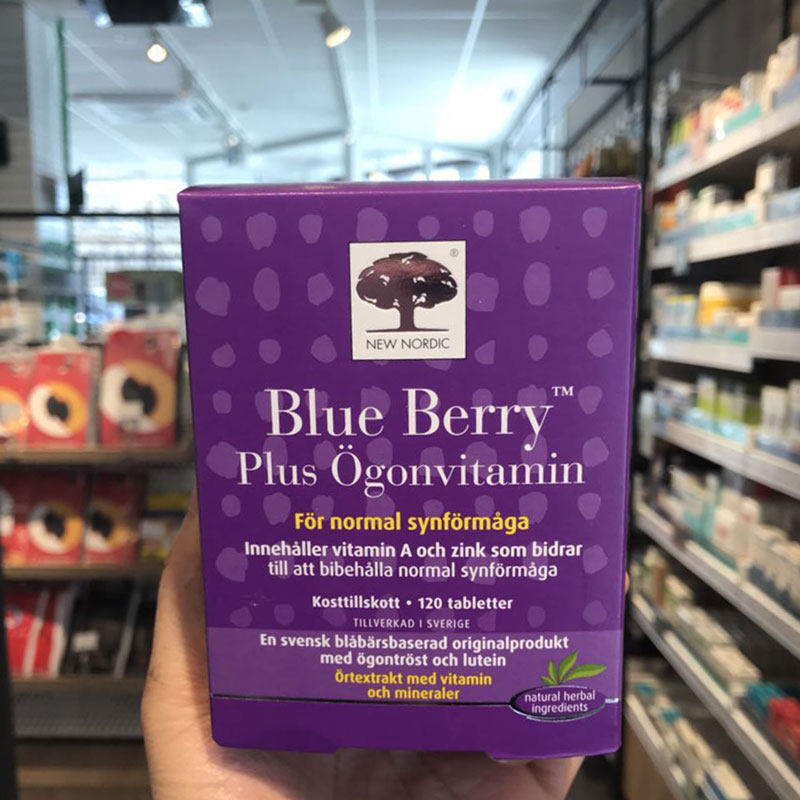 ®
NEW NORDIC
Blue Berry™
Plus Ögonvitamin
För normal synförmåga
Innehåller vitamin A och zink som bidrar
till att bibehålla normal synförmåga
Kosttillskott • 120 tabletter
TILLVERKAD I SVERIGE
En svensk blåbärsbaserad originalprodukt
med ögontröst och lutein
Örtextrakt med vitamin
och mineraler
natural herbal
ingredients